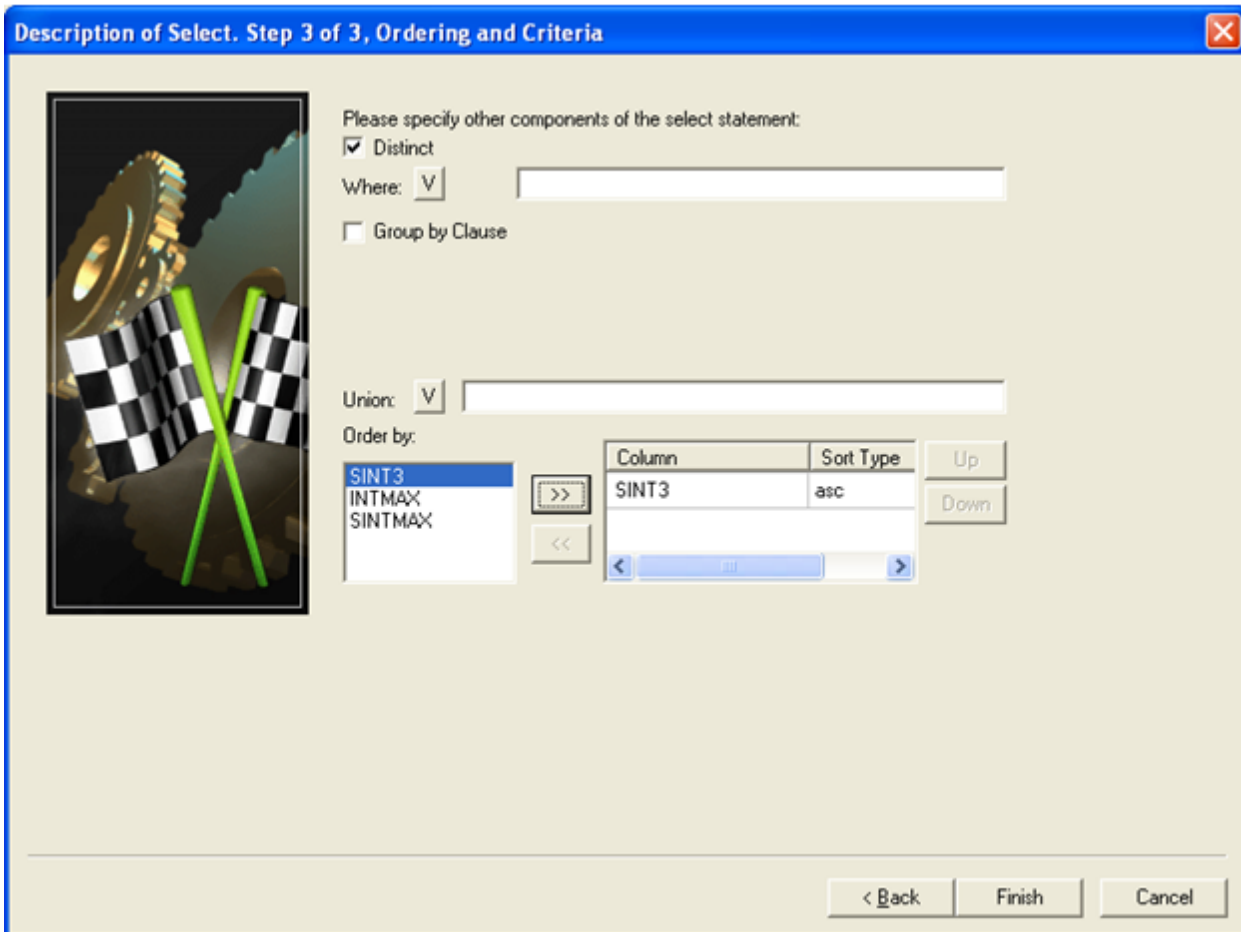 Description of Select. Step 3 of 3, Ordering and Criteria
Please specify other components of the select statement:
Distinct
Where: V
Group by Clause
Union: V
Order by:
Column Sort Type Up
SINT3 >> SINT3 asc Down
INTMAX
SINTMAX
<<
< Back Finish Cancel